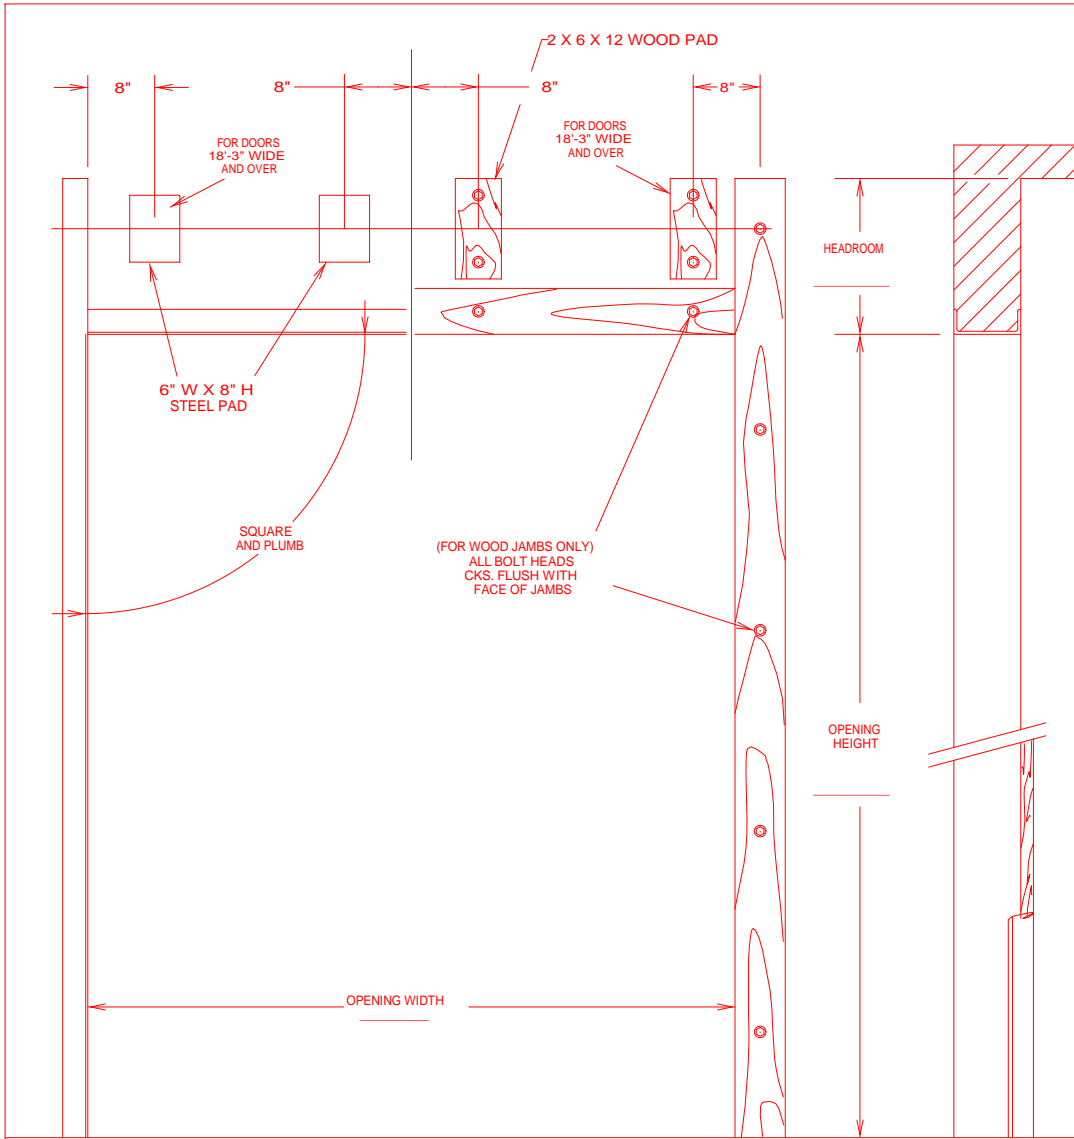 2 X 6 X 12 WOOD PAD
8"
8"
8"
8"
FOR DOORS
18'-3" WIDE
AND OVER
FOR DOORS
18'-3" WIDE
AND OVER
HEADROOM
6" W X 8" H
STEEL PAD
SQUARE
AND PLUMB
(FOR WOOD JAMBS ONLY)
ALL BOLT HEADS
CKS. FLUSH WITH
FACE OF JAMBS
OPENING
HEIGHT
OPENING WIDTH